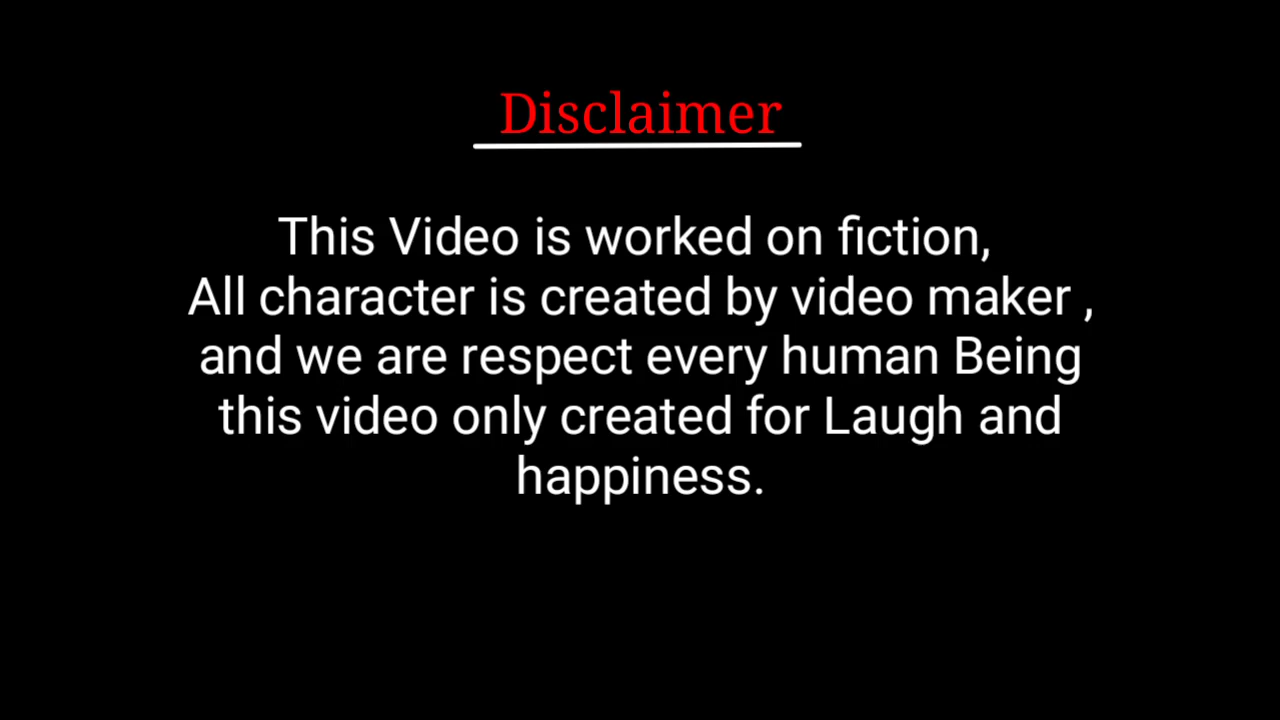 Disclaimer
This Video is worked on fiction,
All character is created by video maker ,
and we are respect every human Being
this video only created for Laugh and
happiness.